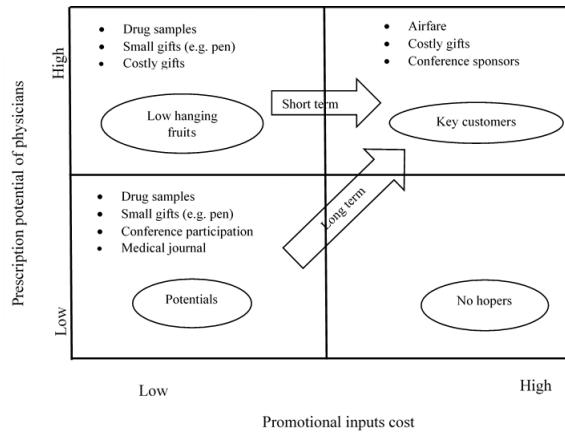 Prescription potential of physicians
High
Low
• Drug samples
• Small gifts (e.g. pen)
• Costly gifts
Low hanging
fruits
Short term
• Airfare
• Costly gifts
• Conference sponsors
Key customers
• Drug samples
• Small gifts (e.g. pen)
• Conference participation
• Medical journal
Potentials
Long term
No hopers
Low
High
Promotional inputs cost